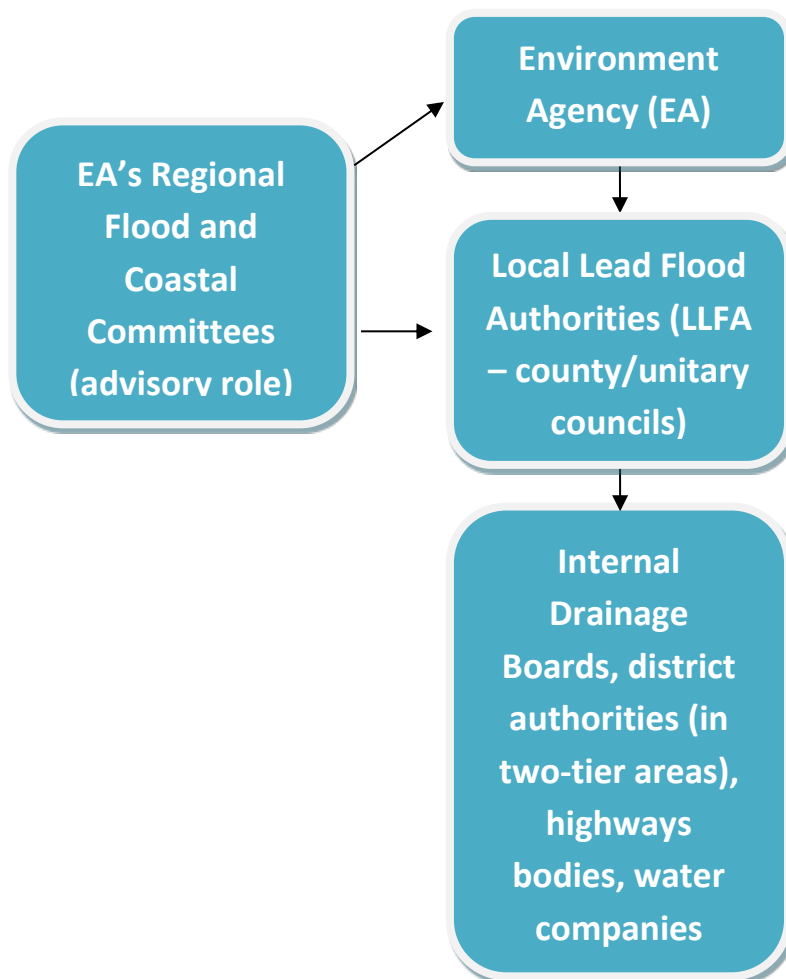 Environment
Agency (EA)
EA’s Regional
Flood and
Coastal
Committees
(advisory role)
Local Lead Flood
Authorities (LLFA
– county/unitary
councils)
Internal
Drainage
Boards, district
authorities (in
two-tier areas),
highways
bodies, water
companies